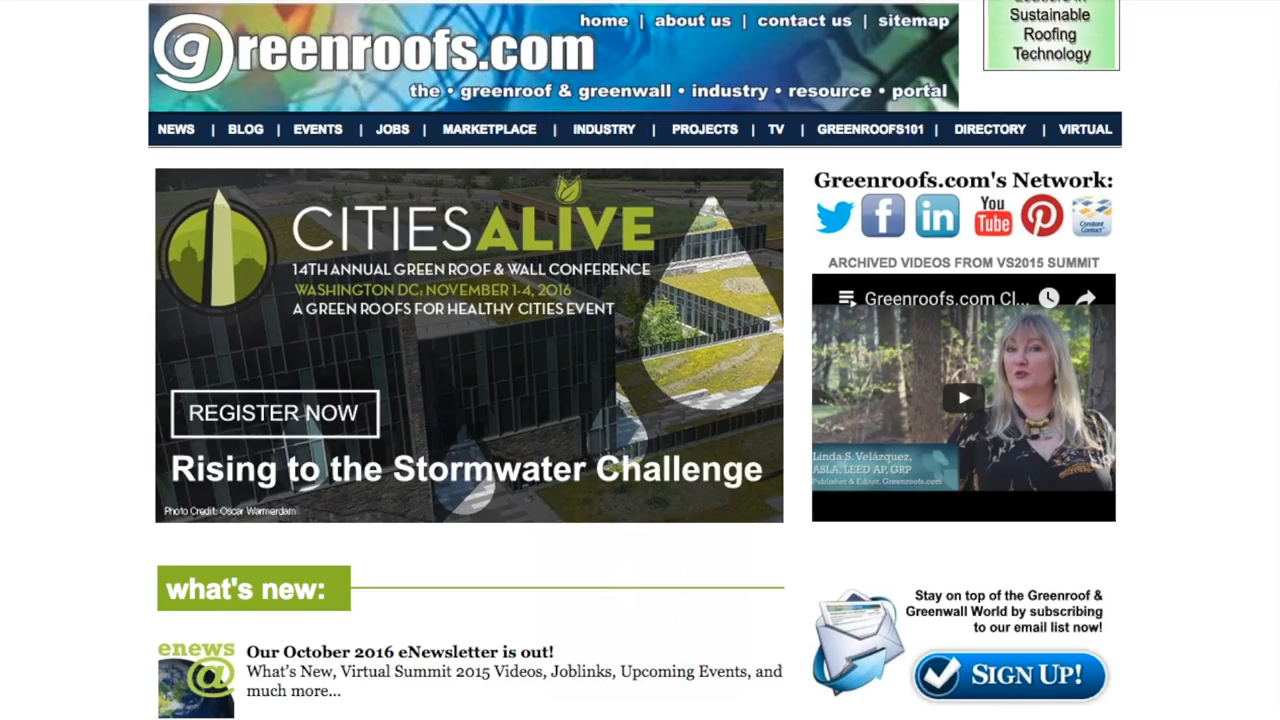 Sustainable
Roofing
Technology
home | about us | contact us | sitemap
greenroofs.com
the • greenroof & greenwall • industry • resource • portal
NEWS | BLOG | EVENTS | JOBS | MARKETPLACE | INDUSTRY | PROJECTS | TV | GREENROOFS101 | DIRECTORY | VIRTUAL
CITIESALIVE
14TH ANNUAL GREEN ROOF & WALL CONFERENCE
WASHINGTON DC: NOVEMBER 1-4, 2016
A GREEN ROOFS FOR HEALTHY CITIES EVENT
REGISTER NOW
Rising to the Stormwater Challenge
Photo Credit: Oscar Warmerdam
Greenroofs.com's Network:
You
Tube
in
Constant
Contact
ARCHIVED VIDEOS FROM VS2015 SUMMIT
Greenroofs.com Cl...
Linda S. Velázquez,
ASLA, LEED AP, GRP
Publisher & Editor, Greenroofs.com
what's new:
enews
@
Our October 2016 eNewsletter is out!
What's New, Virtual Summit 2015 Videos, Joblinks, Upcoming Events, and
much more...
Stay on top of the Greenroof &
Greenwall World by subscribing
to our email list now!
SIGN UP!